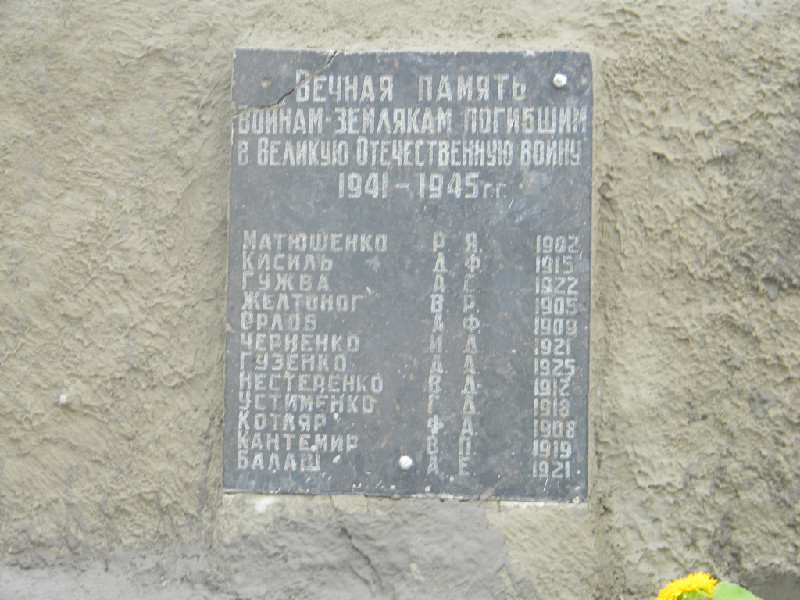 ВЕЧНАЯ ПАМЯТЬ
ВОИНАМ-ЗЕМЛЯКАМ ПОГИБШИМ
В ВЕЛИКУЮ ОТЕЧЕСТВЕННУЮ ВОЙНУ
1941-1945 г.г.
МАТЮШЕНКО Р Я. 1902
КИСИЛЬ Д Ф 1915
ГУЖВА А С. 1922
ЖЕЛТОНОГ В Р. 1905
ОРЛОВ А Ф. 1909
ЧЕРНЕНКО И Д 1921
ГУЗЕНКО А А 1925
НЕСТЕРЕНКО В Д. 1912
УСТИМЕНКО Г Д 1918
КОТЛЯР Ф А. 1908
КАНТЕМИР В П 1919
БАЛАШ А Е. 1921